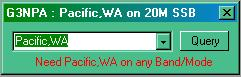 G3NPA : Pacific,WA on 20M SSB
Pacific,WA Query
Need Pacific,WA on any Band/Mode